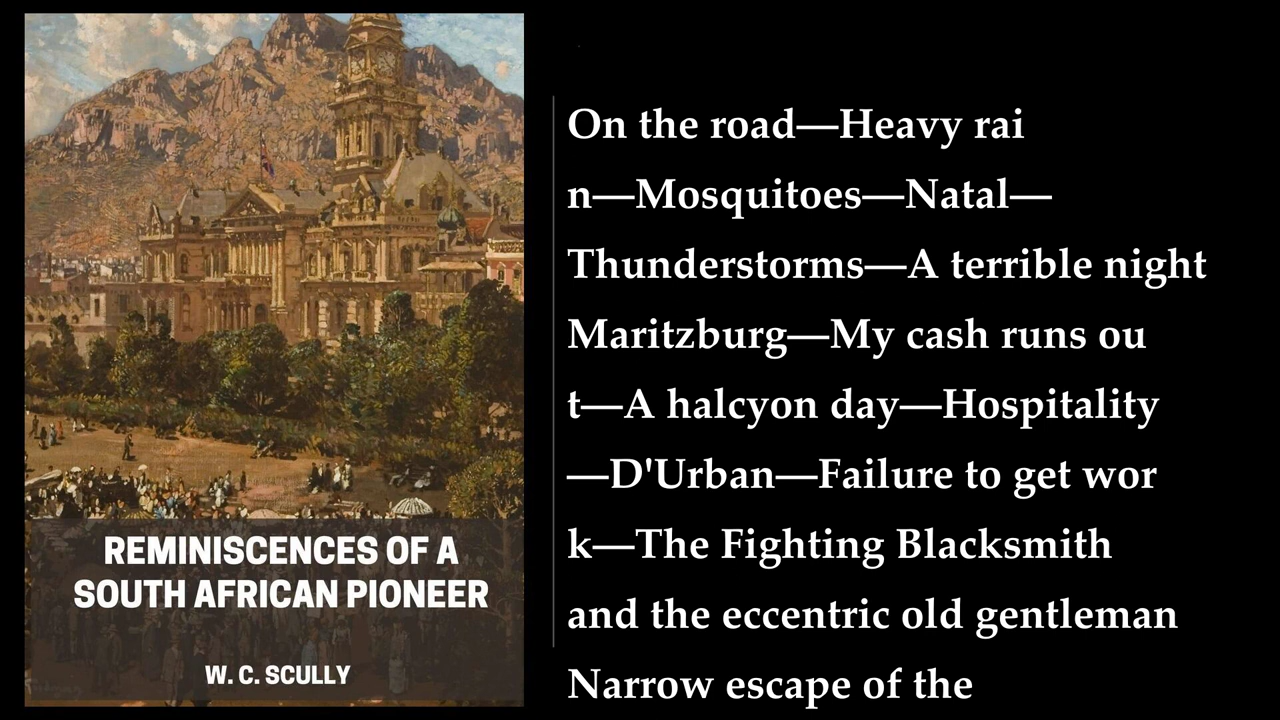 REMINISCENCES OF A
SOUTH AFRICAN PIONEER
W. C. SCULLY
On the road—Heavy rai
n—Mosquitoes—Natal—
Thunderstorms—A terrible night
Maritzburg—My cash runs ou
t—A halcyon day—Hospitality
—D'Urban—Failure to get wor
k—The Fighting Blacksmith
and the eccentric old gentleman
Narrow escape of the